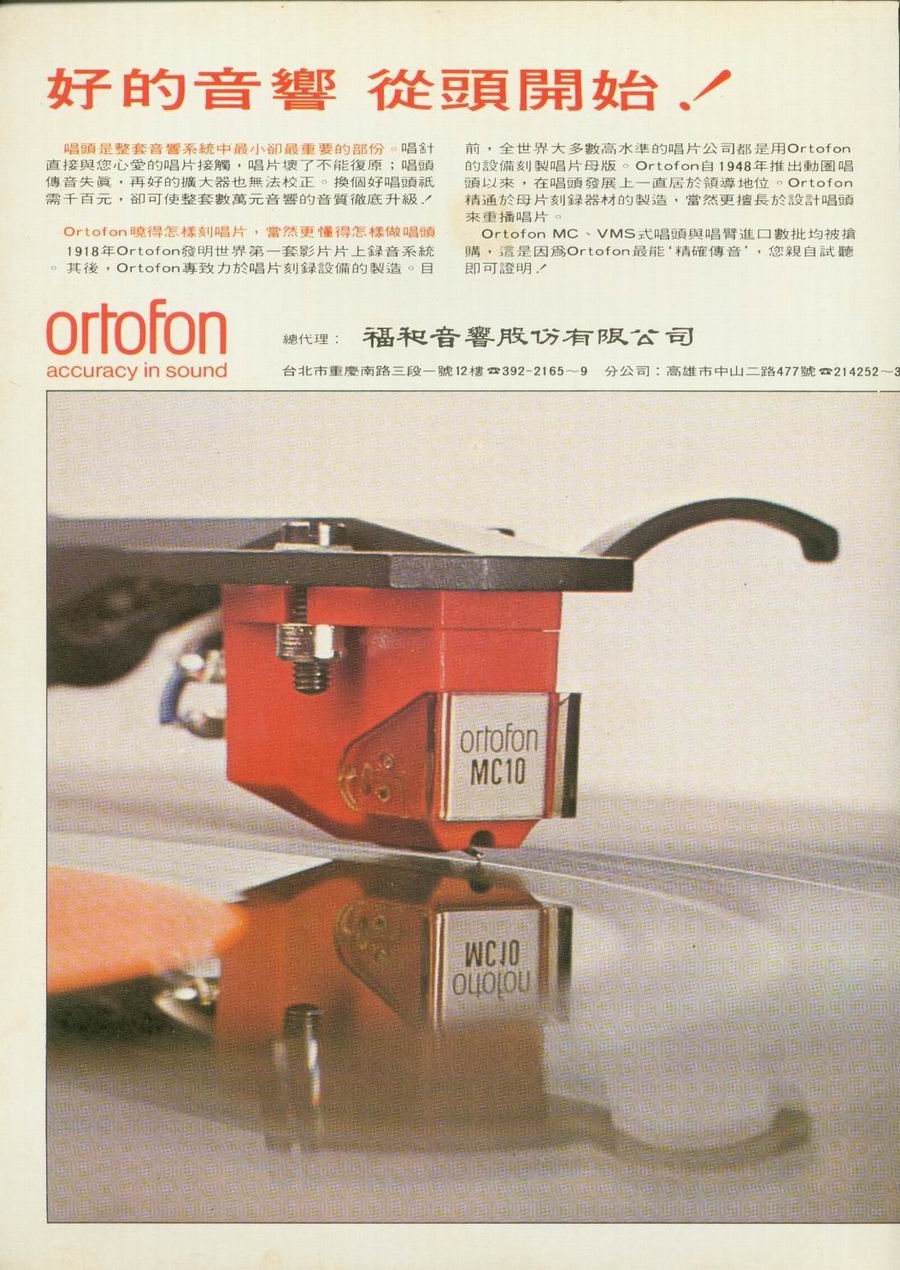 好的音響 從頭開始！
唱頭是整套音響系統中最小卻最重要的部份。唱針
直接與您心愛的唱片接觸，唱片壞了不能復原；唱頭
傳音失眞，再好的擴大器也無法校正。換個好唱頭祇
需千百元，卻可使整套數萬元音響的音質徹底升級！
Ortofon曉得怎樣刻唱片，當然更懂得怎樣做唱頭
1918年Ortofon發明世界第一套影片片上録音系統
。其後，Ortofon專致力於唱片刻録設備的製造。目
前，全世界大多數高水準的唱片公司都是用Ortofon
的設備刻製唱片母版。Ortofon自1948年推出動圈唱
頭以來，在唱頭發展上一直居於領導地位。Ortofon
精通於母片刻録器材的製造，當然更擅長於設計唱頭
來重播唱片。
Ortofon MC、VMS式唱頭與唱臂進口數批均被搶
購，這是因爲Ortofon最能‘精確傳音’，您親自試聽
即可證明！
ortofon
accuracy in sound
總代理： 福和音響股份有限公司
台北市重慶南路三段一號12樓☎392-2165～9 分公司：高雄市中山二路477號☎214252～3
ortofon
MC10
MC10
ortofon